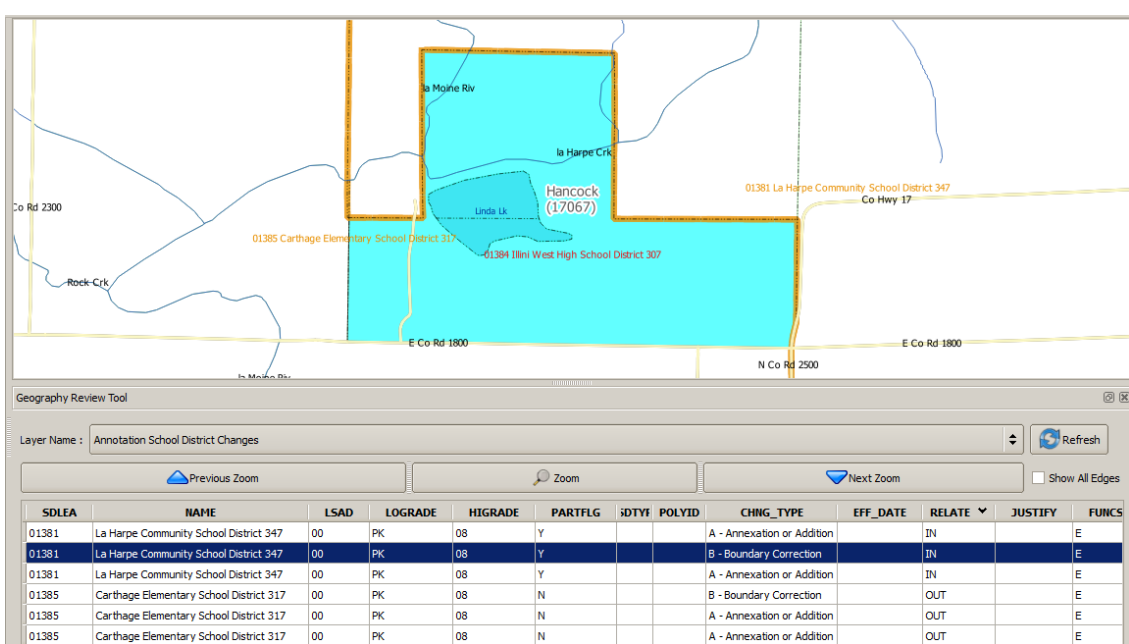 la Moine Riv
la Harpe Crk
Hancock
(17067)
01381 La Harpe Community School District 347
Co Hwy 17
Co Rd 2300
Linda Lk
01385 Carthage Elementary School District 317
01384 Illini West High School District 307
Rock Crk
E Co Rd 1800
E Co Rd 1800
N Co Rd 2500
la Moine Riv
Geography Review Tool
Layer Name : Annotation School District Changes Refresh
Previous Zoom Zoom Next Zoom Show All Edges
SDLEA NAME LSAD LOGRADE HIGRADE PARTFLG POLYID CHNG_TYPE EFF_DATE RELATE JUSTIFY FUNCS
01381 La Harpe Community School District 347 00 PK 08 Y A - Annexation or Addition IN E
01381 La Harpe Community School District 347 00 PK 08 Y B - Boundary Correction IN E
01381 La Harpe Community School District 347 00 PK 08 Y A - Annexation or Addition IN E
01385 Carthage Elementary School District 317 00 PK 08 N B - Boundary Correction OUT E
01385 Carthage Elementary School District 317 00 PK 08 N A - Annexation or Addition OUT E
01385 Carthage Elementary School District 317 00 PK 08 N A - Annexation or Addition OUT E